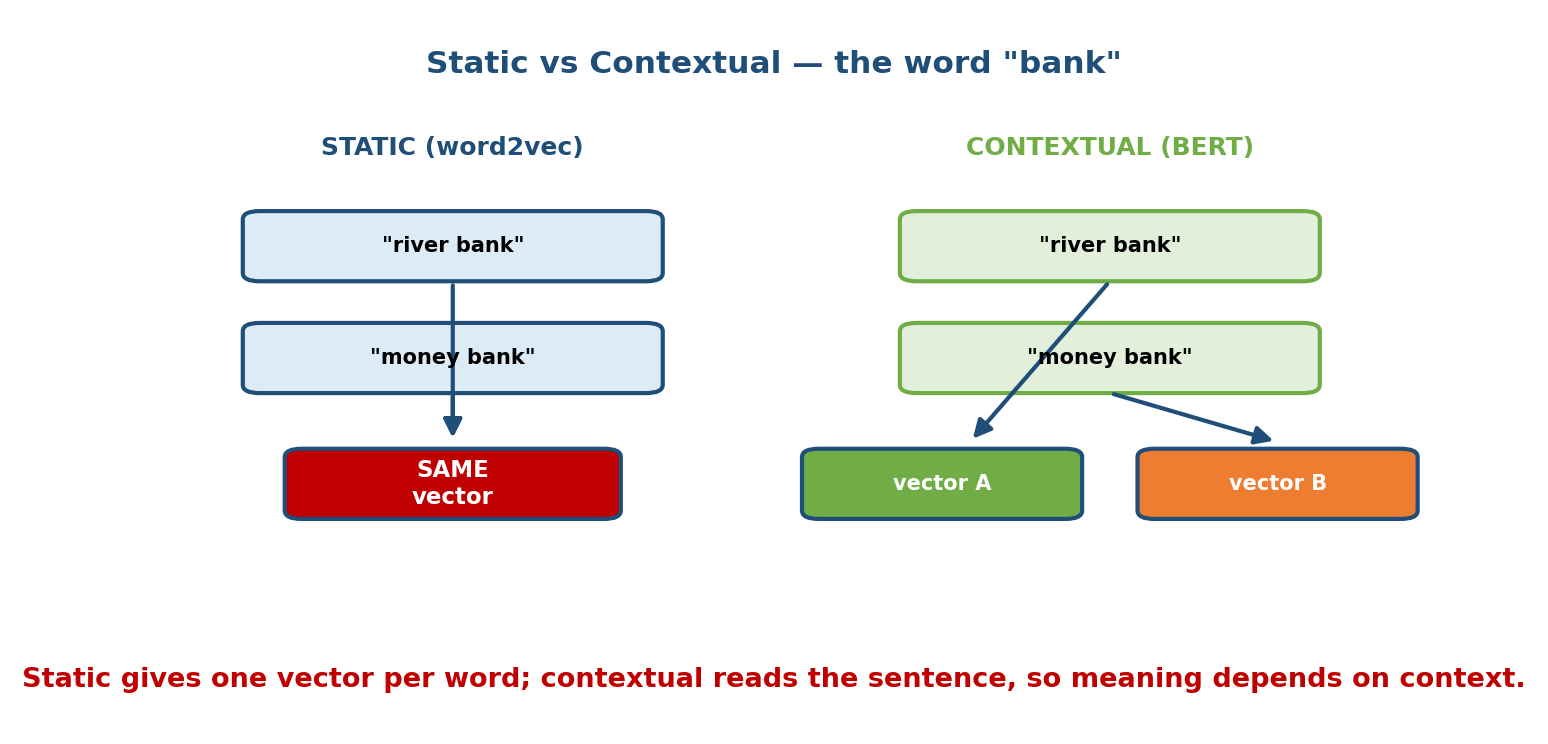 Static vs Contextual — the word "bank"
STATIC (word2vec)
"river bank"
"money bank"
SAME
vector
CONTEXTUAL (BERT)
"river bank"
"money bank"
vector A
vector B
Static gives one vector per word; contextual reads the sentence, so meaning depends on context.